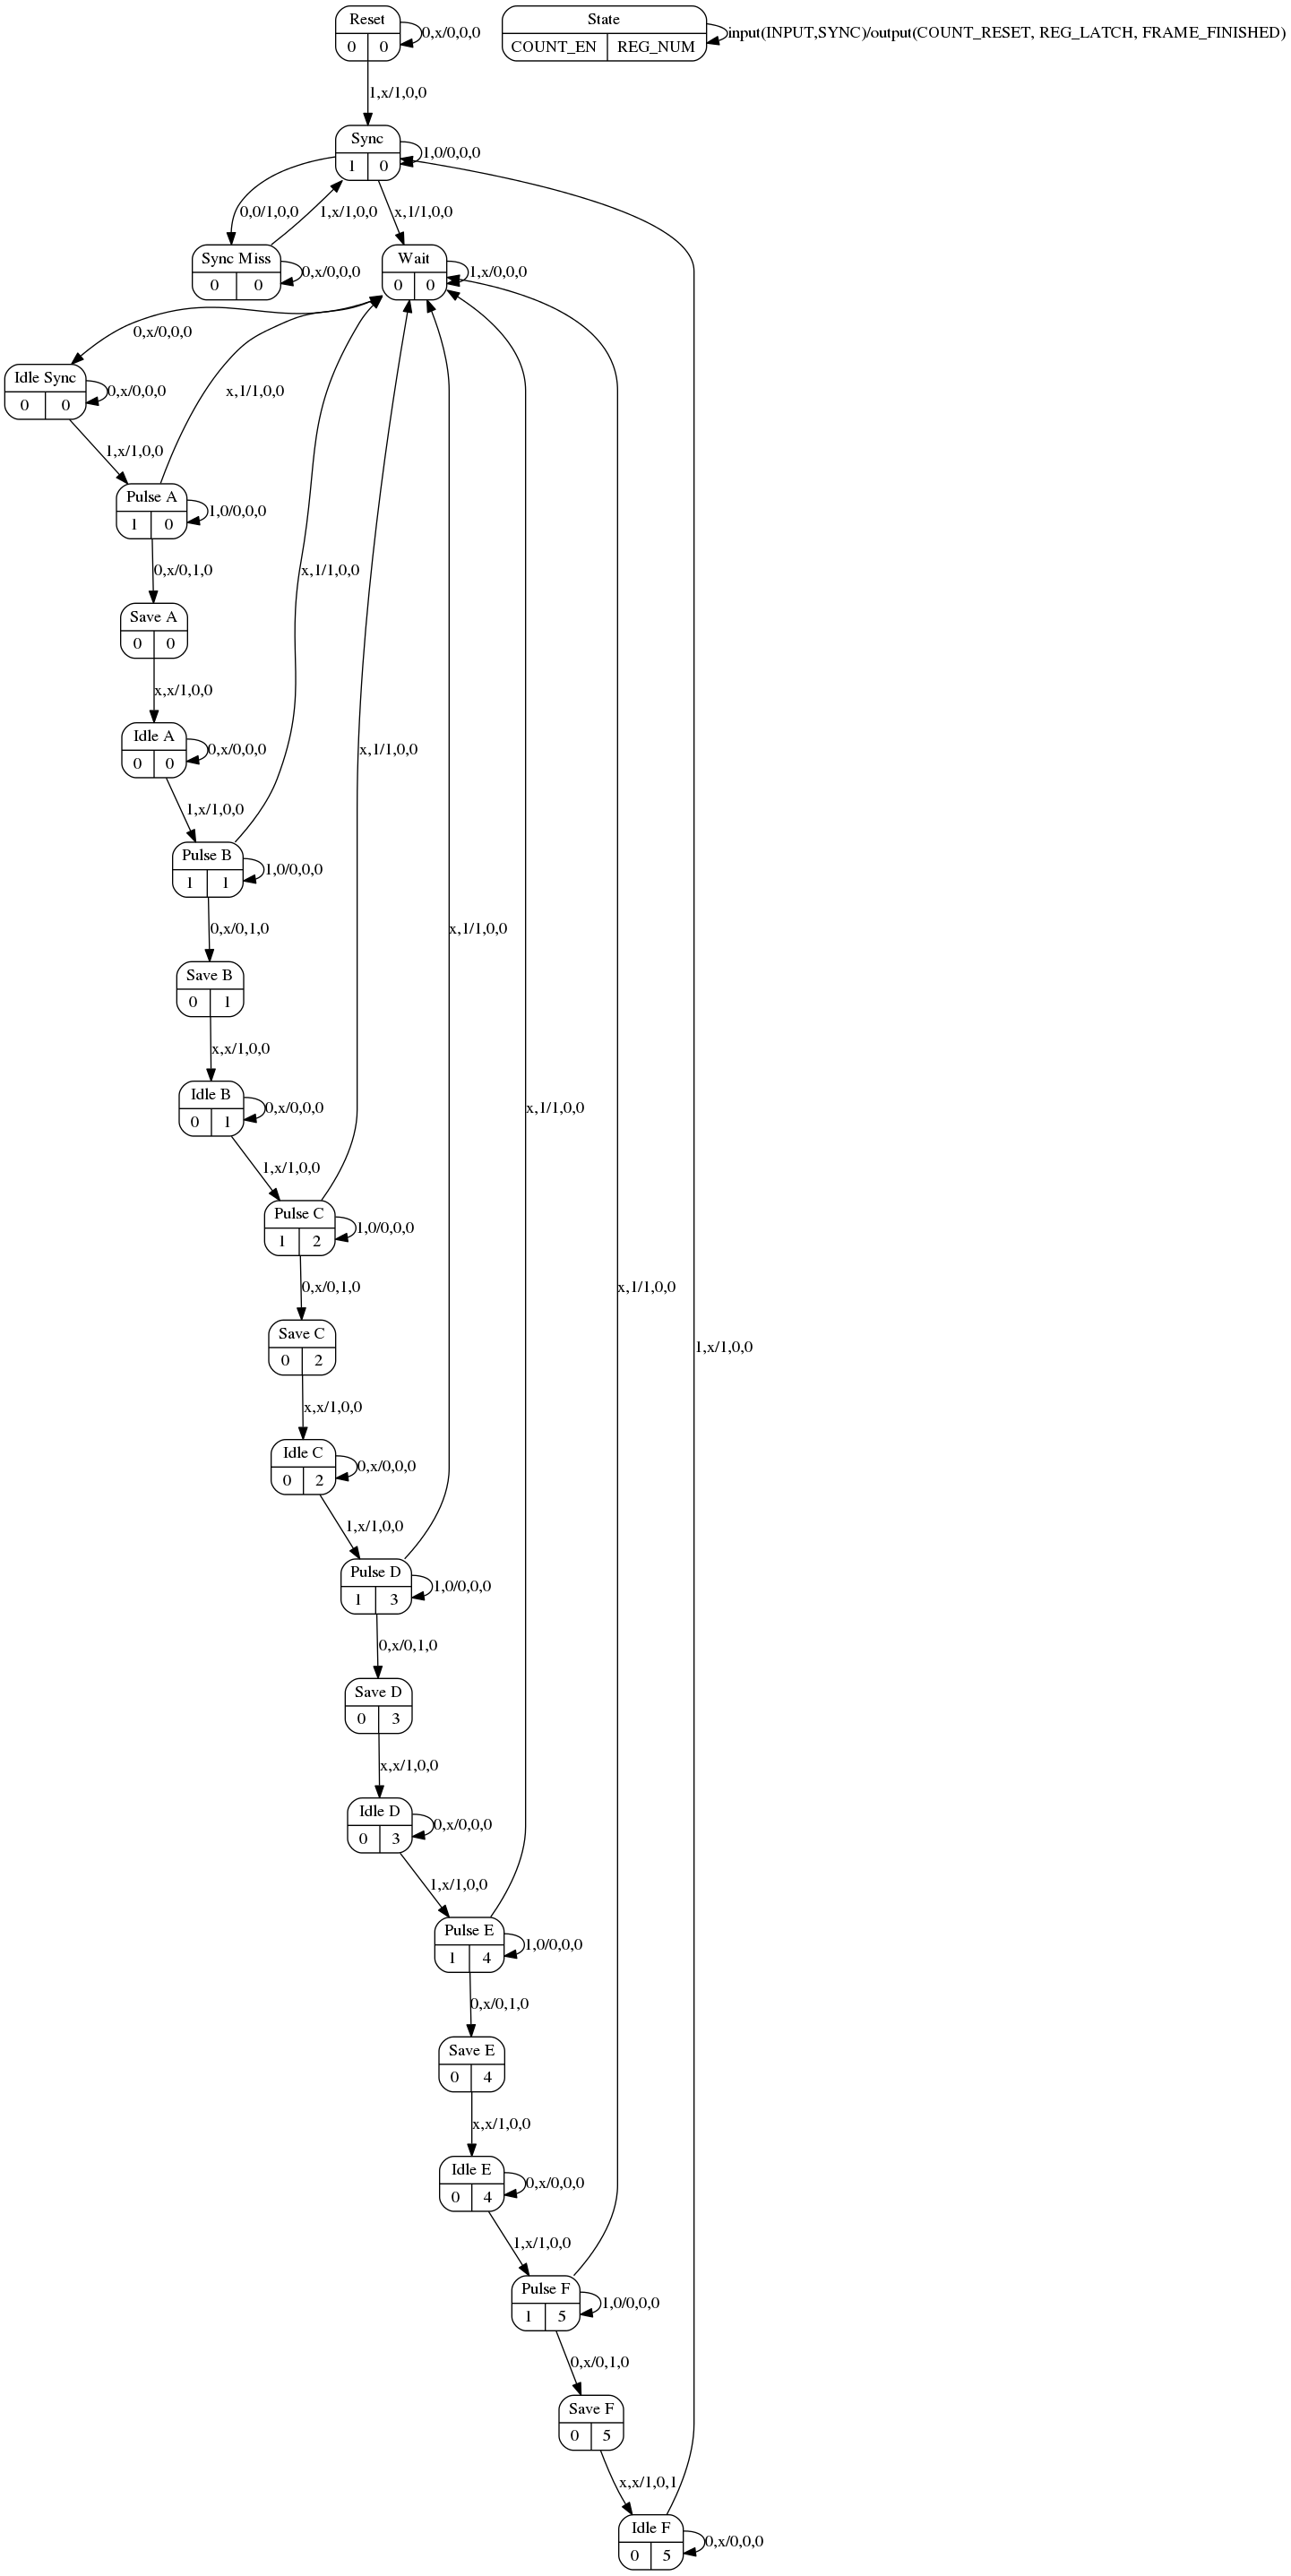 Reset
0 0
0,x/0,0,0
State
COUNT_EN REG_NUM
input(INPUT,SYNC)/output(COUNT_RESET, REG_LATCH, FRAME_FINISHED)
1,x/1,0,0
Sync
1 0
1,0/0,0,0
0,0/1,0,0
1,x/1,0,0
x,1/1,0,0
Sync Miss
0 0
0,x/0,0,0
Wait
0 0
1,x/0,0,0
0,x/0,0,0
Idle Sync
0 0
0,x/0,0,0
x,1/1,0,0
1,x/1,0,0
Pulse A
1 0
1,0/0,0,0
0,x/0,1,0
x,1/1,0,0
Save A
0 0
x,x/1,0,0
Idle A
0 0
0,x/0,0,0
x,1/1,0,0
1,x/1,0,0
Pulse B
1 1
1,0/0,0,0
0,x/0,1,0
x,1/1,0,0
Save B
0 1
x,x/1,0,0
Idle B
0 1
0,x/0,0,0
x,1/1,0,0
1,x/1,0,0
Pulse C
1 2
1,0/0,0,0
0,x/0,1,0
x,1/1,0,0
Save C
0 2
1,x/1,0,0
x,x/1,0,0
Idle C
0 2
0,x/0,0,0
1,x/1,0,0
Pulse D
1 3
1,0/0,0,0
0,x/0,1,0
Save D
0 3
x,x/1,0,0
Idle D
0 3
0,x/0,0,0
1,x/1,0,0
Pulse E
1 4
1,0/0,0,0
0,x/0,1,0
Save E
0 4
x,x/1,0,0
Idle E
0 4
0,x/0,0,0
1,x/1,0,0
Pulse F
1 5
1,0/0,0,0
0,x/0,1,0
Save F
0 5
x,x/1,0,1
Idle F
0 5
0,x/0,0,0